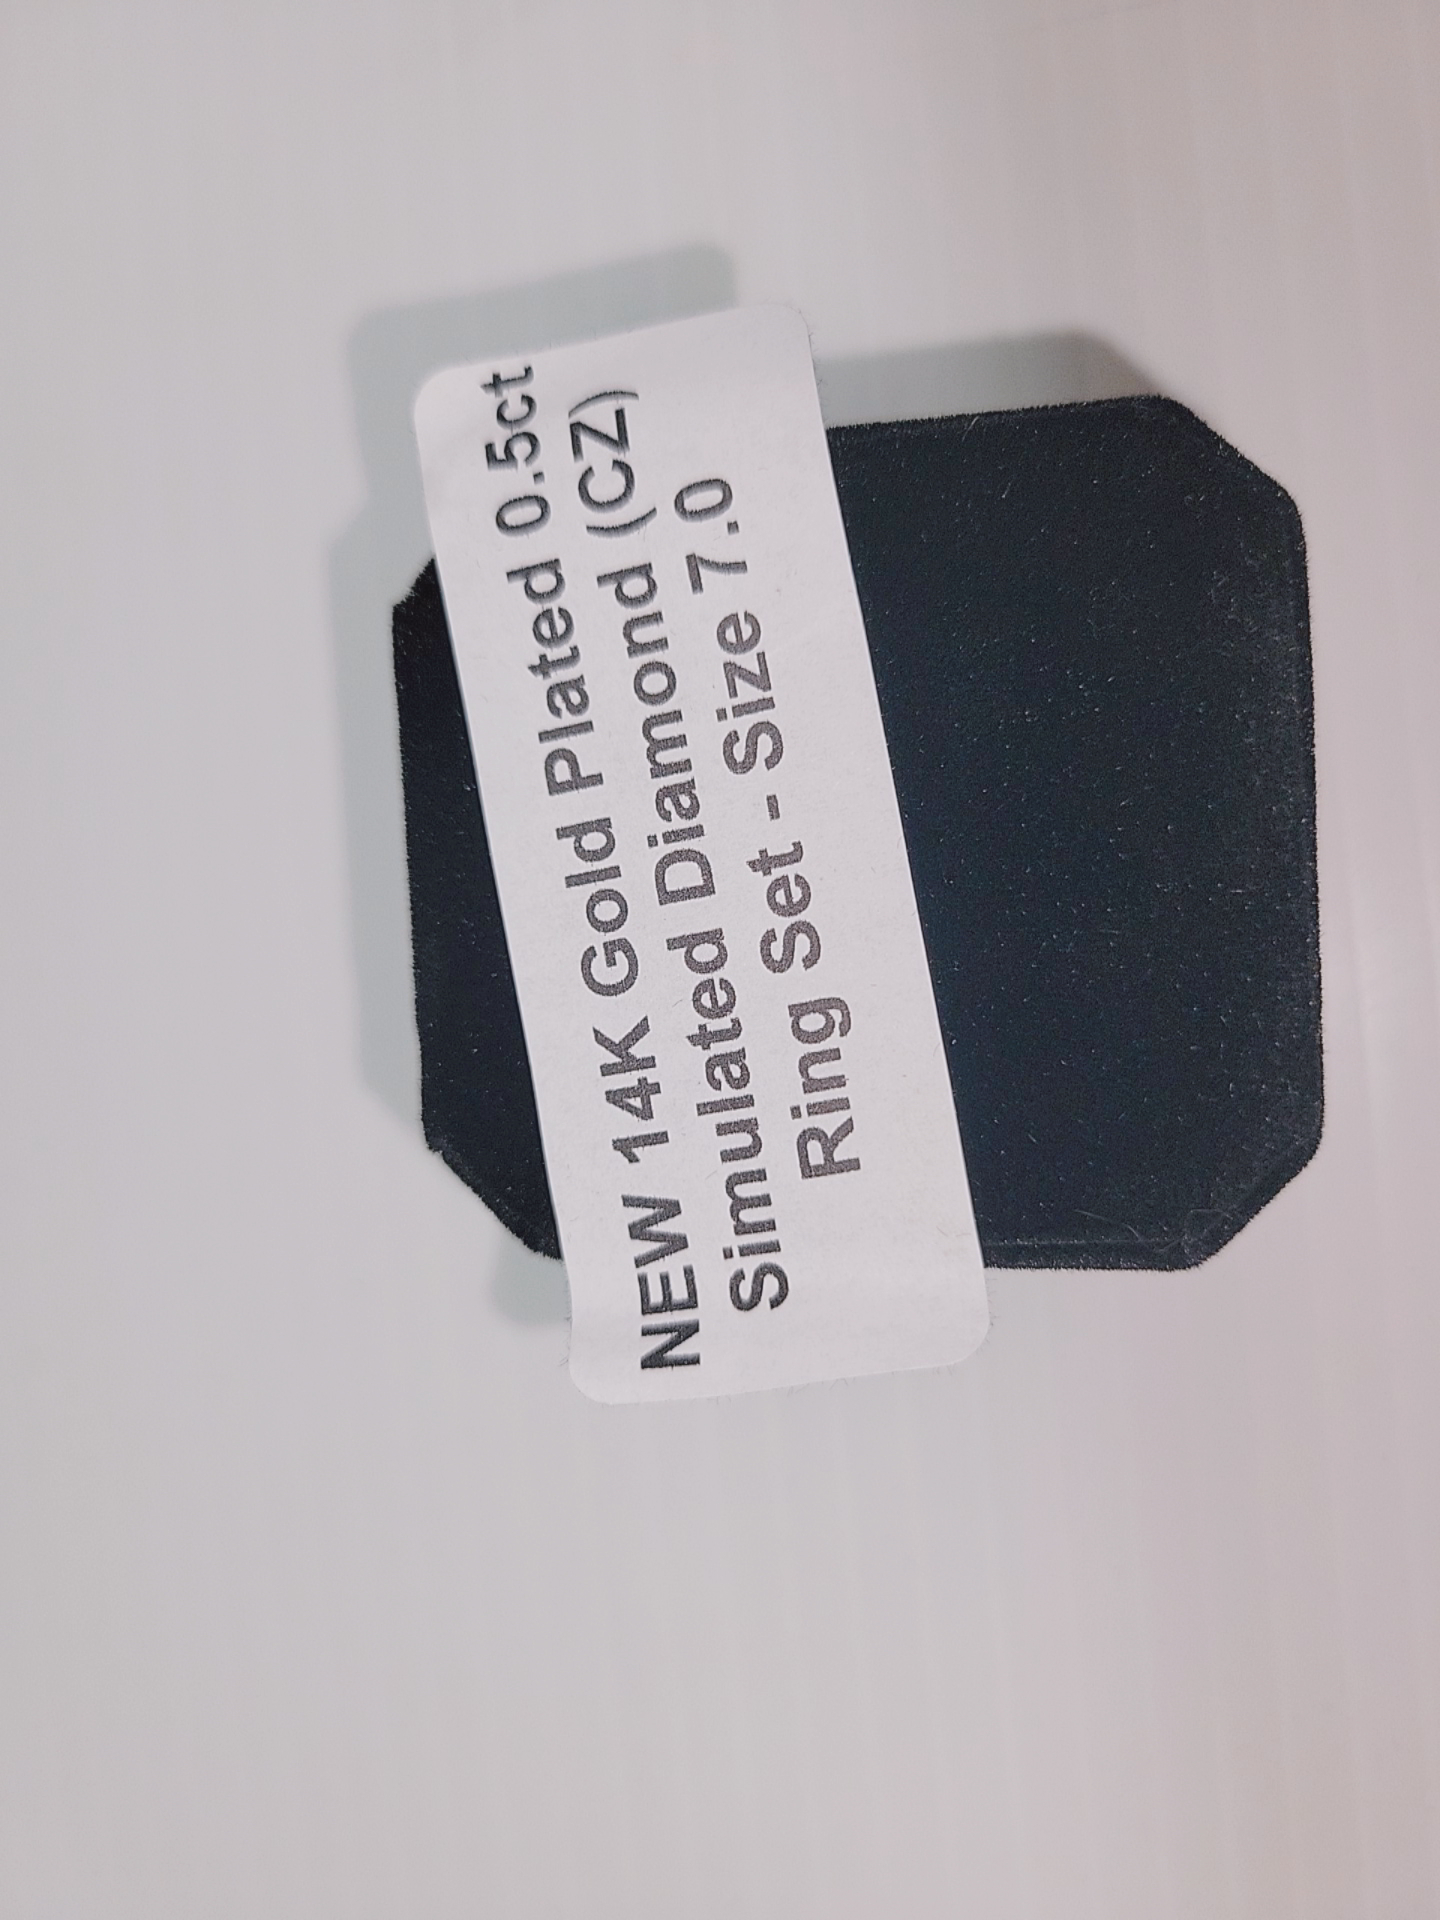 NEW 14K Gold Plated 0.5ct
Simulated Diamond (CZ)
Ring Set - Size 7.0